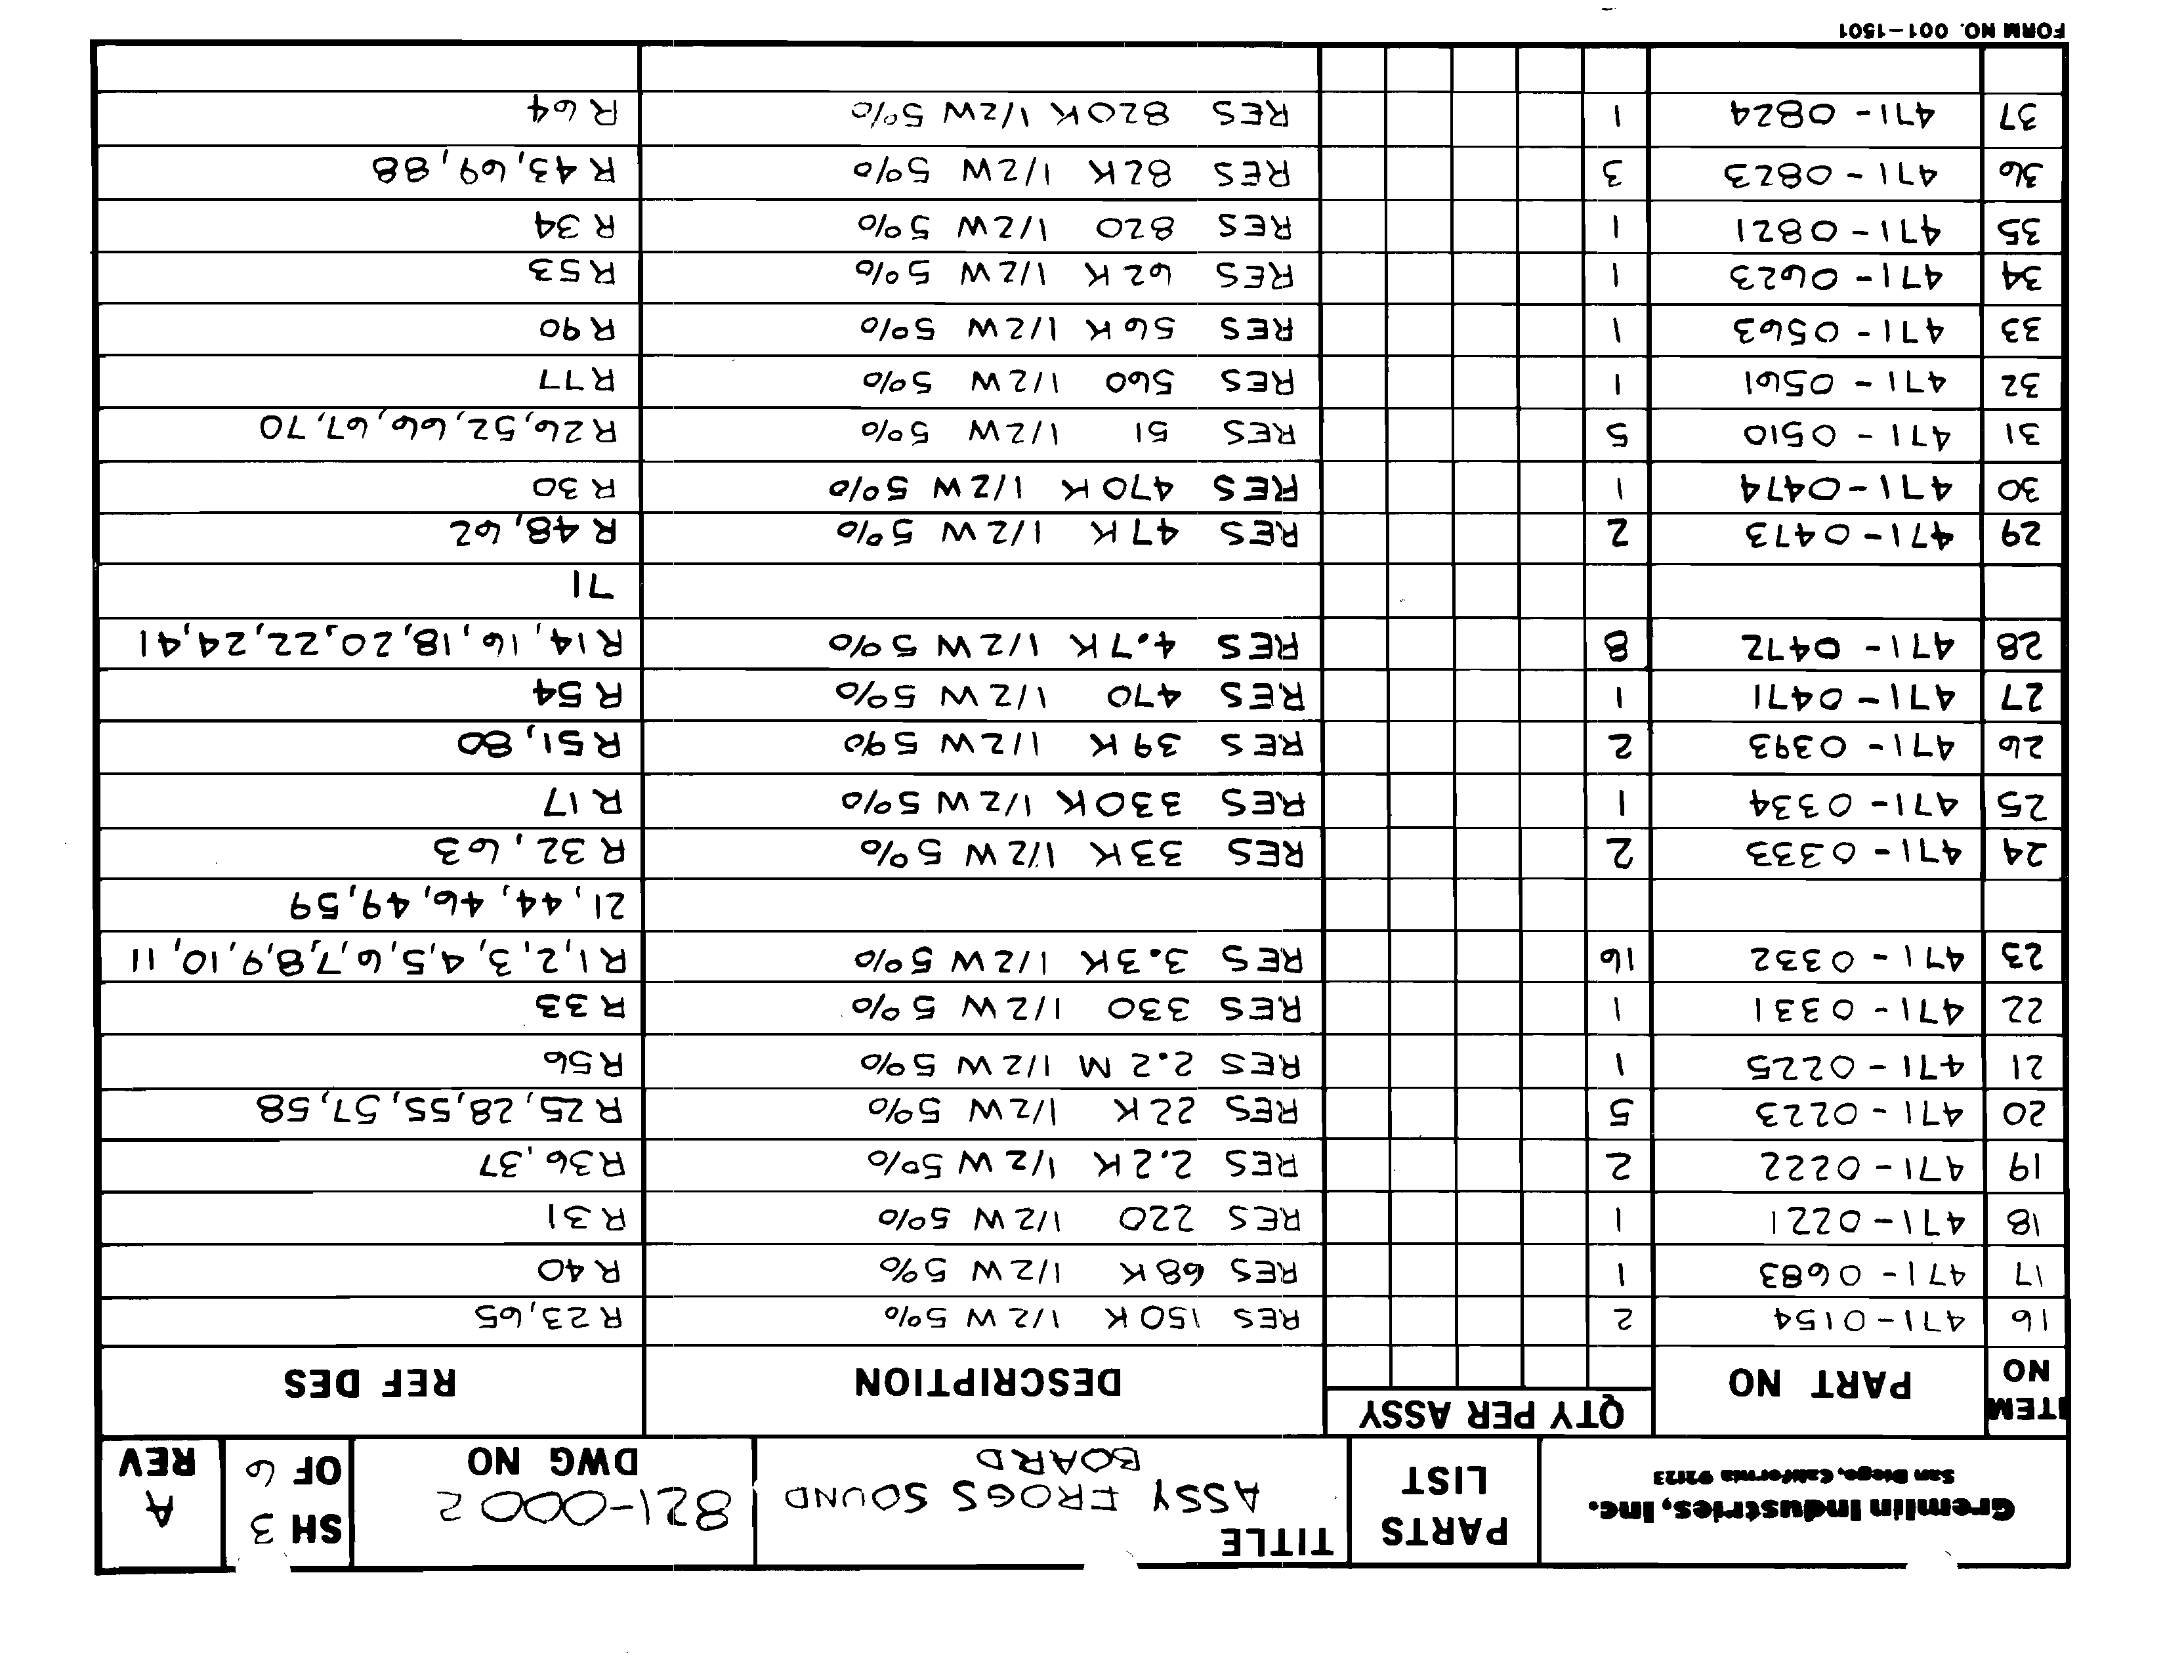 Gremlin Industries, Inc.
San Diego, California 92123
PARTS LIST
TITLE
ASSY FROGS SOUND
BOARD
821-0002
DWG NO
SH 3
OF 6
A
REV
ITEM NO PART NO QTY PER ASSY DESCRIPTION REF DES
16 471-0154 2 RES 150K 1/2W 5% R23,65
17 471-0683 1 RES 68K 1/2W 5% R40
18 471-0221 1 RES 220 1/2W 5% R31
19 471-0222 2 RES 2.2K 1/2W 5% R36,37
20 471-0223 5 RES 22K 1/2W 5% R25,28,55,57,58
21 471-0225 1 RES 2.2M 1/2W 5% R56
22 471-0331 1 RES 330 1/2W 5% R33
23 471-0332 16 RES 3.3K 1/2W 5% R1,2,3,4,5,6,7,8,9,10,11
21,44,46,49,59
24 471-0333 2 RES 33K 1/2W 5% R32,63
25 471-0334 1 RES 330K 1/2W 5% R17
26 471-0393 2 RES 39K 1/2W 5% R51,80
27 471-0471 1 RES 470 1/2W 5% R54
28 471-0472 8 RES 4.7K 1/2W 5% R14,16,18,20,22,24,41
71
29 471-0473 2 RES 47K 1/2W 5% R48,62
30 471-0474 1 RES 470K 1/2W 5% R30
31 471-0510 5 RES 51 1/2W 5% R26,52,66,67,70
32 471-0561 1 RES 560 1/2W 5% R77
33 471-0563 1 RES 56K 1/2W 5% R90
34 471-0623 1 RES 62K 1/2W 5% R53
35 471-0821 1 RES 820 1/2W 5% R34
36 471-0823 3 RES 82K 1/2W 5% R43,69,88
37 471-0824 1 RES 820K 1/2W 5% R64
FORM NO. 001-1501